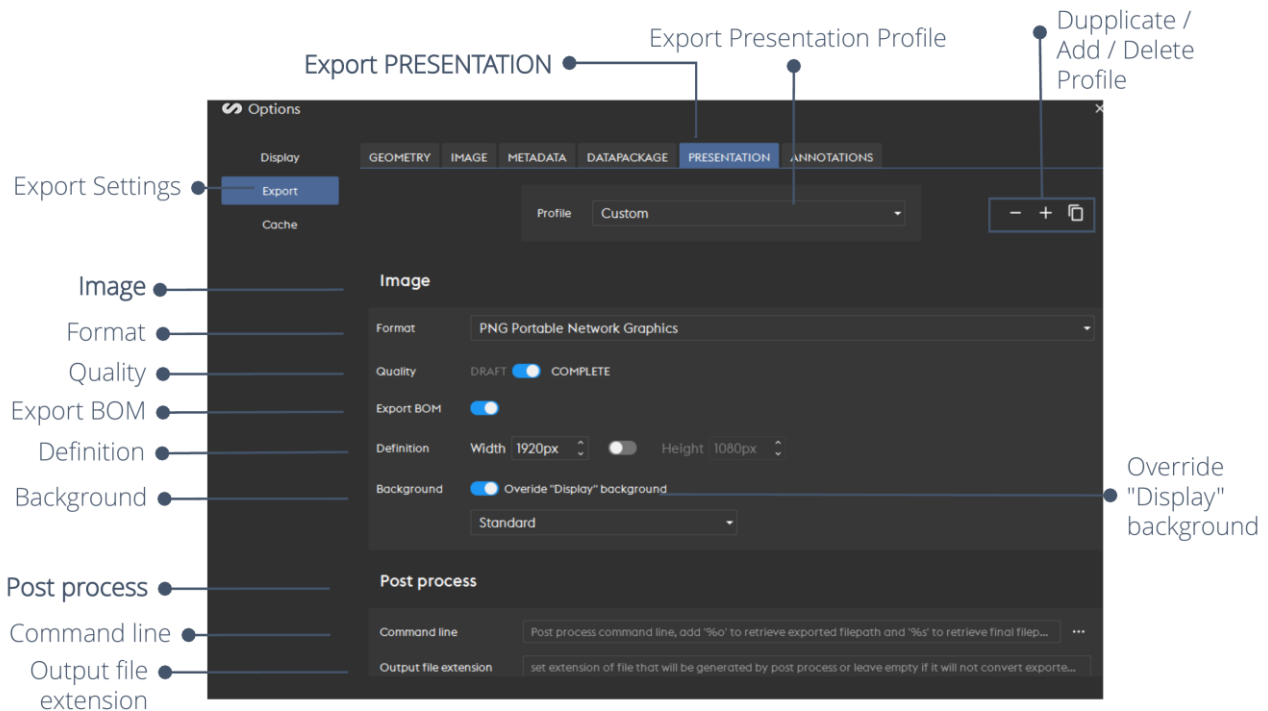 Dupplicate /
Add / Delete
Profile
Export Presentation Profile
Export PRESENTATION
Options
×
Display
GEOMETRY IMAGE METADATA DATAPACKAGE PRESENTATION ANNOTATIONS
Export Settings
Export
Profile Custom
Cache
Image
Image
Format
Format PNG Portable Network Graphics
Quality
Quality DRAFT COMPLETE
Export BOM
Export BOM
Definition
Definition Width 1920px Height 1080px
Background
Background Overide "Display" background
Override
"Display"
background
Standard
Post process
Post process
Command line
Command line Post process command line, add '%o' to retrieve exported filepath and '%s' to retrieve final filep... ...
Output file
extension
Output file extension set extension of file that will be generated by post process or leave empty if it will not convert exporte...